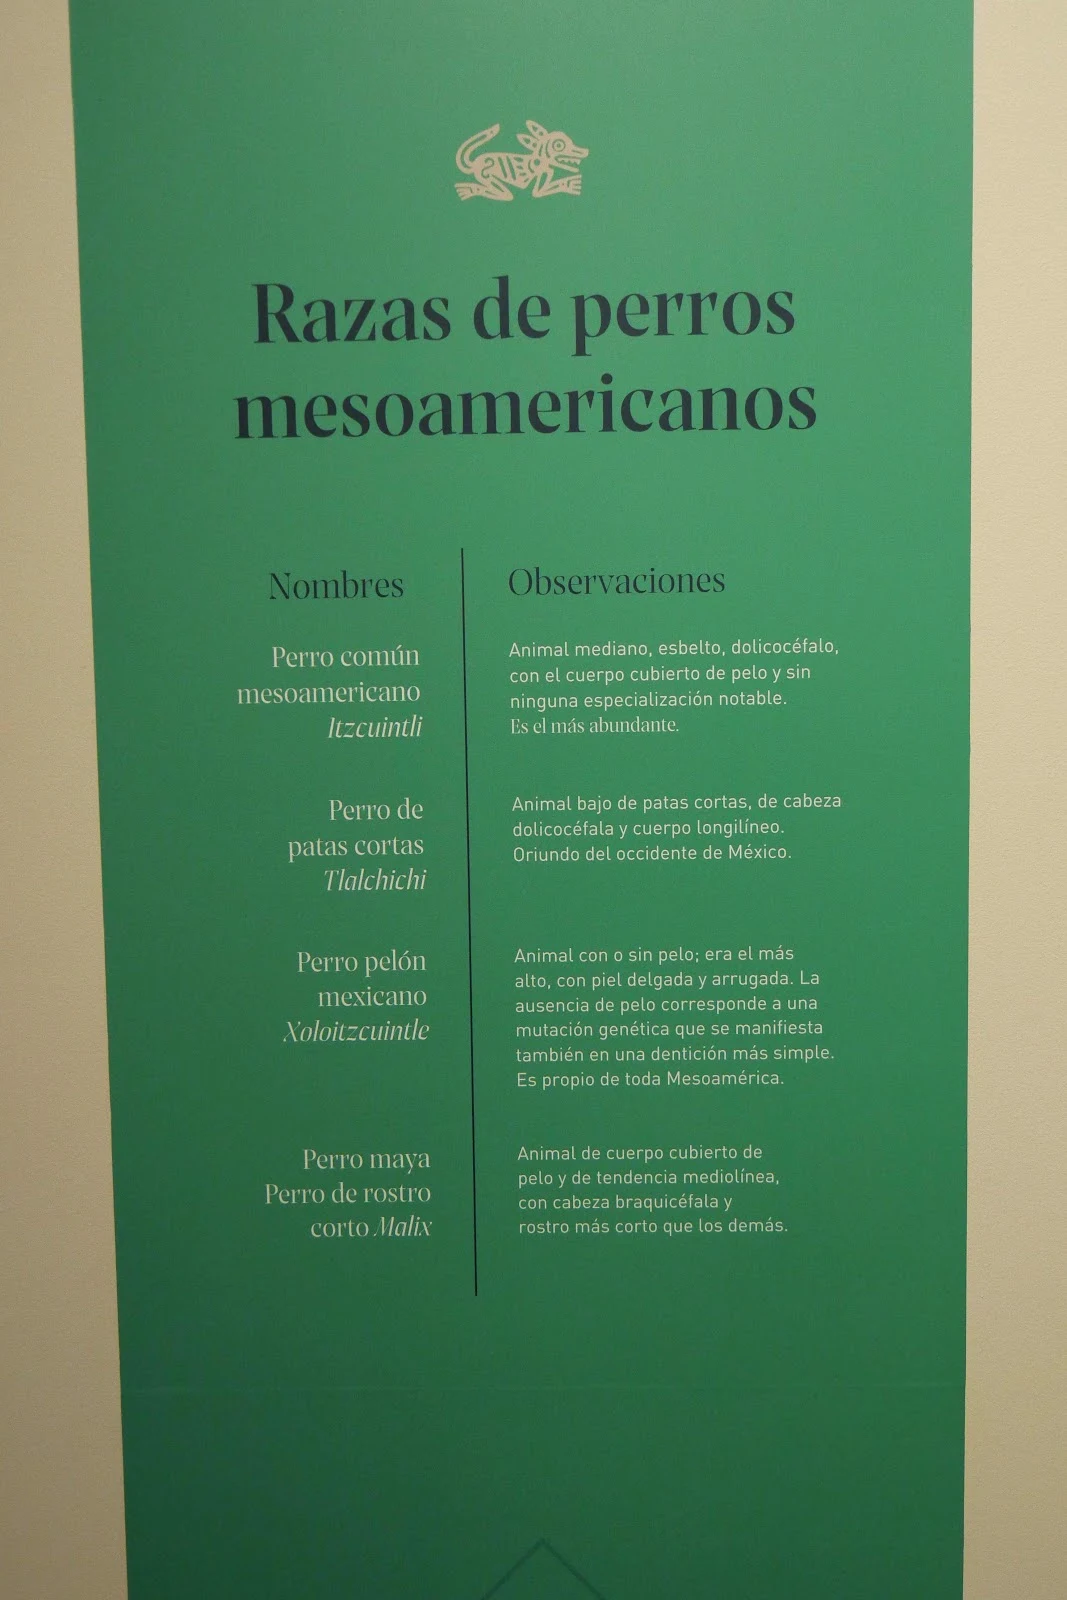 Razas de perros
mesoamericanos
Nombres
Observaciones
Perro común
mesoamericano
Itzcuintli
Animal mediano, esbelto, dolicocéfalo,
con el cuerpo cubierto de pelo y sin
ninguna especialización notable.
Es el más abundante.
Perro de
patas cortas
Tlalchichi
Animal bajo de patas cortas, de cabeza
dolicocéfala y cuerpo longilíneo.
Oriundo del occidente de México.
Perro pelón
mexicano
Xoloitzcuintle
Animal con o sin pelo; era el más
alto, con piel delgada y arrugada. La
ausencia de pelo corresponde a una
mutación genética que se manifiesta
también en una dentición más simple.
Es propio de toda Mesoamérica.
Perro maya
Perro de rostro
corto Malix
Animal de cuerpo cubierto de
pelo y de tendencia mediolínea,
con cabeza braquicéfala y
rostro más corto que los demás.